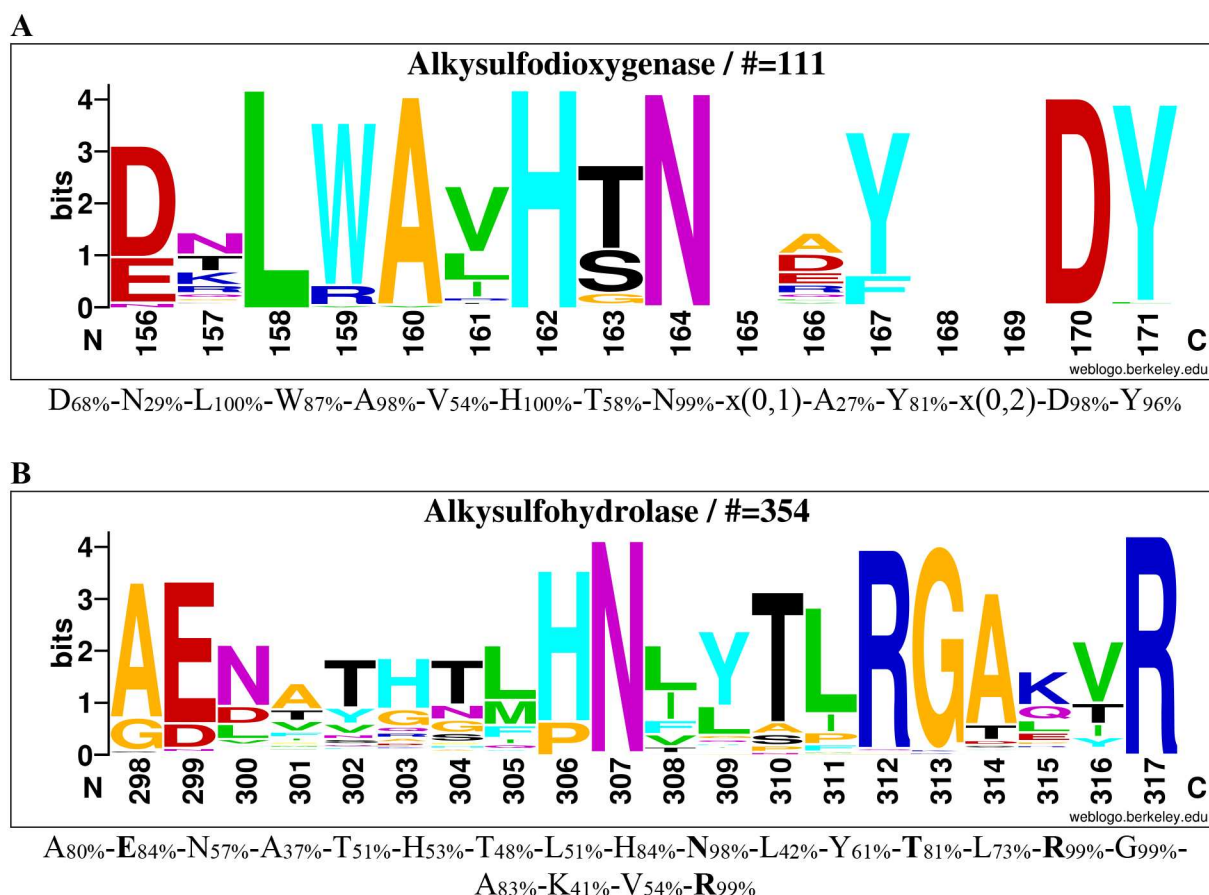 A
Alkysulfodioxygenase / #=111
bits
4
3
2
1
0
N
156 157 158 159 160 161 162 163 164 165 166 167 168 169 170 171
C
weblogo.berkeley.edu
D68%-N29%-L100%-W87%-A98%-V54%-H100%-T58%-N99%-x(0,1)-A27%-Y81%-x(0,2)-D98%-Y96%
B
Alkysulfohydrolase / #=354
bits
4
3
2
1
0
N
298 299 300 301 302 303 304 305 306 307 308 309 310 311 312 313 314 315 316 317
C
weblogo.berkeley.edu
A80%-E84%-N57%-A37%-T51%-H53%-T48%-L51%-H84%-N98%-L42%-Y61%-T81%-L73%-R99%-G99%-
A83%-K41%-V54%-R99%